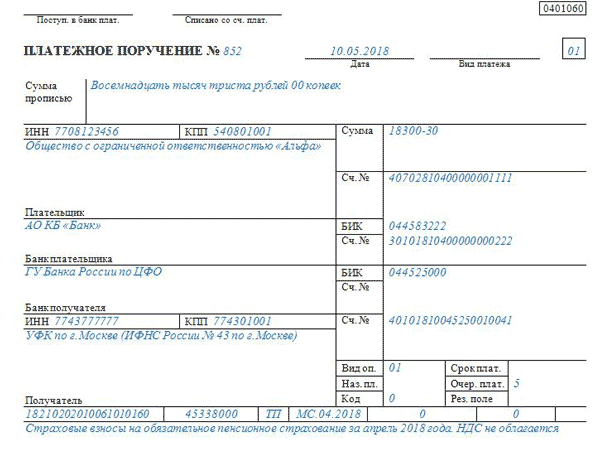 0401060
Поступ. в банк плат. Списано со сч. плат.
ПЛАТЕЖНОЕ ПОРУЧЕНИЕ № 852 10.05.2018 01
Дата Вид платежа
Сумма прописью Восемнадцать тысяч триста рублей 00 копеек
ИНН 7708123456 КПП 540801001 Сумма 18300-30
Общество с ограниченной ответственностью «Альфа»
Сч. № 40702810400000001111
Плательщик
АО КБ «Банк» БИК 044583222
Сч. № 30101810400000000222
Банк плательщика
ГУ Банка России по ЦФО БИК 044525000
Сч. №
Банк получателя
ИНН 7743777777 КПП 774301001 Сч. № 40101810045250010041
УФК по г. Москве (ИФНС России № 43 по г. Москве)
Вид оп. 01 Срок плат.
Наз. пл. Очер. плат. 5
Получатель Код 0 Рез. поле
18210202010061010160 45338000 ТП МС.04.2018 0 0
Страховые взносы на обязательное пенсионное страхование за апрель 2018 года. НДС не облагается